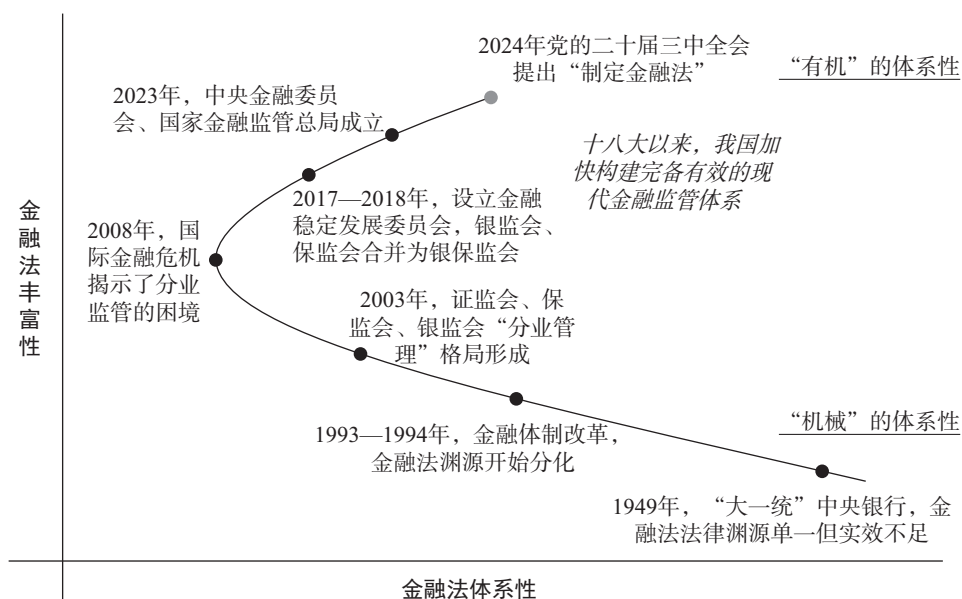 2024年党的二十届三中全会
提出“制定金融法”
“有机”的体系性
2023年，中央金融委员
会、国家金融监管总局成立
十八大以来，我国加
快构建完备有效的现
代金融监管体系
2017—2018年，设立金融
稳定发展委员会，银监会、
保监会合并为银保监会
金融法丰富性
2008年，国
际金融危机
揭示了分业
监管的困境
2003年，证监会、保
监会、银监会“分业管
理”格局形成
“机械”的体系性
1993—1994年，金融体制改革，
金融法渊源开始分化
1949年，“大一统”中央银行，金
融法法律渊源单一但实效不足
金融法体系性